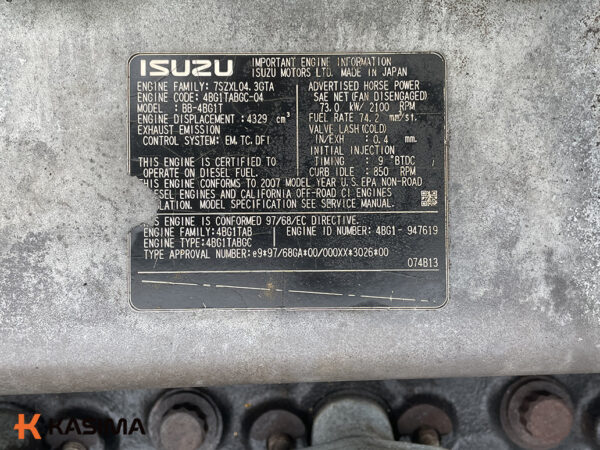 ISUZU
IMPORTANT ENGINE INFORMATION
ISUZU MOTORS LTD. MADE IN JAPAN
ENGINE FAMILY: 7SZXL04.3GTA
ENGINE CODE: 4BG1TABGC-04
ENGINE MODEL: BB-4BG1T
ENGINE DISPLACEMENT: 4329 cm³
EXHAUST EMISSION
CONTROL SYSTEM: EM, TC, DFI
THIS ENGINE IS CERTIFIED TO
OPERATE ON DIESEL FUEL.
ADVERTISED HORSE POWER
SAE NET (FAN DISENGAGED)
73.0 kW/ 2100 RPM
FUEL RATE 74.2 mm³/st.
VALVE LASH (COLD)
IN/EXH : 0.4 mm.
INITIAL INJECTION
TIMING : 9 °BTDC
CURB IDLE : 850 RPM
THIS ENGINE CONFORMS TO 2007 MODEL YEAR U.S. EPA NON-ROAD
DIESEL ENGINES AND CALIFORNIA OFF-ROAD CI ENGINES
LATION. MODEL SPECIFICATION SEE SERVICE MANUAL.
THIS ENGINE IS CONFORMED 97/68/EC DIRECTIVE.
ENGINE FAMILY:4BG1TAB ENGINE ID NUMBER: 4BG1- 947619
ENGINE TYPE:4BG1TABGC
TYPE APPROVAL NUMBER:e9*97/68GA*00/000XX*3026*00
074B13
KASIMA